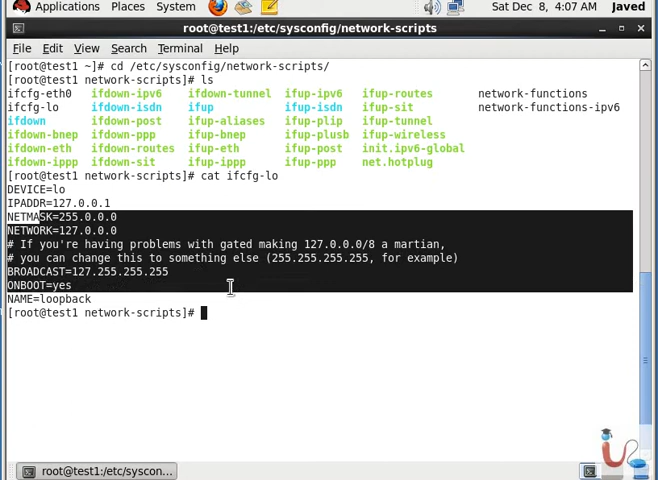 Applications Places System Sat Dec 8, 4:07 AM Javed
root@test1:/etc/sysconfig/network-scripts
File Edit View Search Terminal Help
[root@test1 ~]# cd /etc/sysconfig/network-scripts/
[root@test1 network-scripts]# ls
ifcfg-eth0 ifdown-ipv6 ifdown-tunnel ifup-ipv6 ifup-routes network-functions
ifcfg-lo ifdown-isdn ifup ifup-isdn ifup-sit network-functions-ipv6
ifdown ifdown-post ifup-aliases ifup-plip ifup-tunnel
ifdown-bnep ifdown-ppp ifup-bnep ifup-plusb ifup-wireless
ifdown-eth ifdown-routes ifup-eth ifup-post init.ipv6-global
ifdown-ippp ifdown-sit ifup-ippp ifup-ppp net.hotplug
[root@test1 network-scripts]# cat ifcfg-lo
DEVICE=lo
IPADDR=127.0.0.1
NETMASK=255.0.0.0
NETWORK=127.0.0.0
# If you're having problems with gated making 127.0.0.0/8 a martian,
# you can change this to something else (255.255.255.255, for example)
BROADCAST=127.255.255.255
ONBOOT=yes
NAME=loopback
[root@test1 network-scripts]#
root@test1:/etc/syscon...